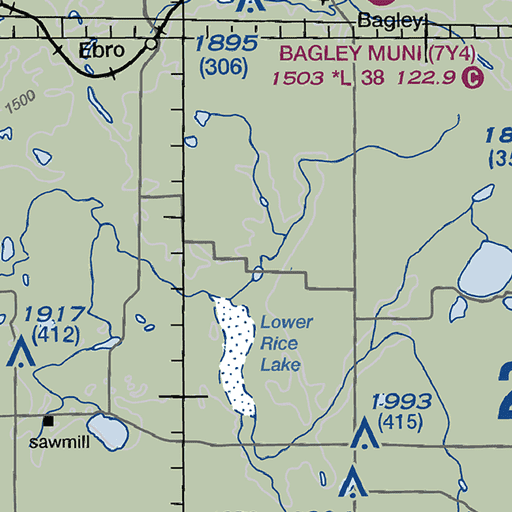 Bagley
Ebro
1895
(306)
BAGLEY MUNI (7Y4)
1503 *L 38 122.9 C
1500
1917
(412)
Lower
Rice
Lake
1993
(415)
sawmill